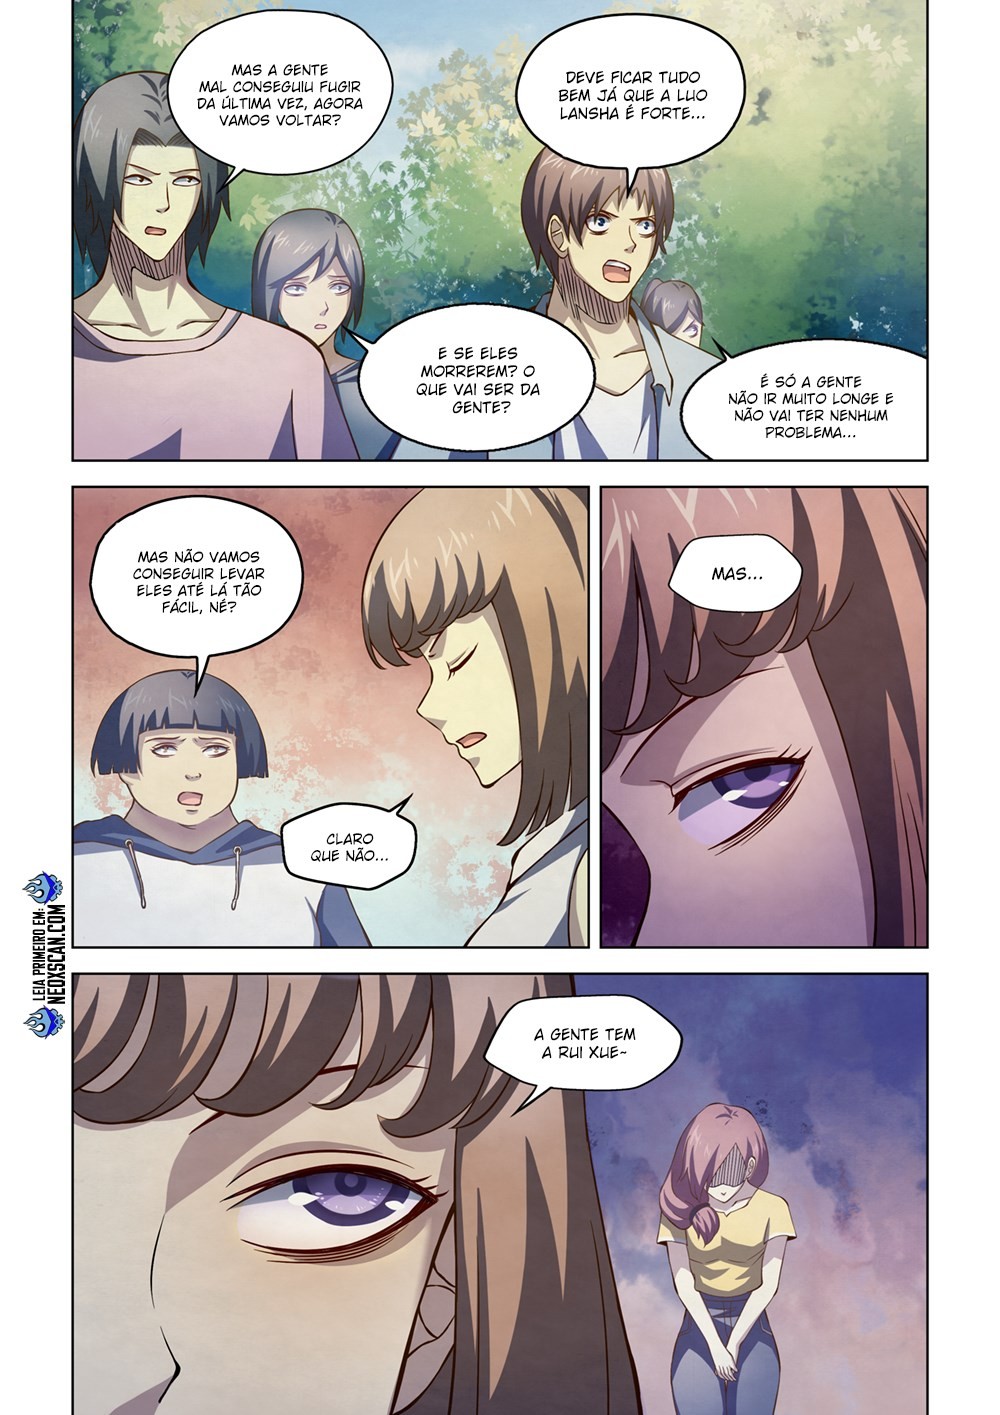 MAS A GENTE
MAL CONSEGUIU FUGIR
DA ÚLTIMA VEZ, AGORA
VAMOS VOLTAR?
DEVE FICAR TUDO
BEM JÁ QUE A LUO
LANSHA É FORTE...
E SE ELES
MORREREM? O
QUE VAI SER DA
GENTE?
É SÓ A GENTE
NÃO IR MUITO LONGE E
NÃO VAI TER NENHUM
PROBLEMA...
MAS NÃO VAMOS
CONSEGUIR LEVAR
ELES ATÉ LÁ TÃO
FÁCIL, NÉ?
CLARO
QUE NÃO...
MAS...
LEIA PRIMEIRO EM:
NEOXSCAN.COM
A GENTE TEM
A RUI XUE~